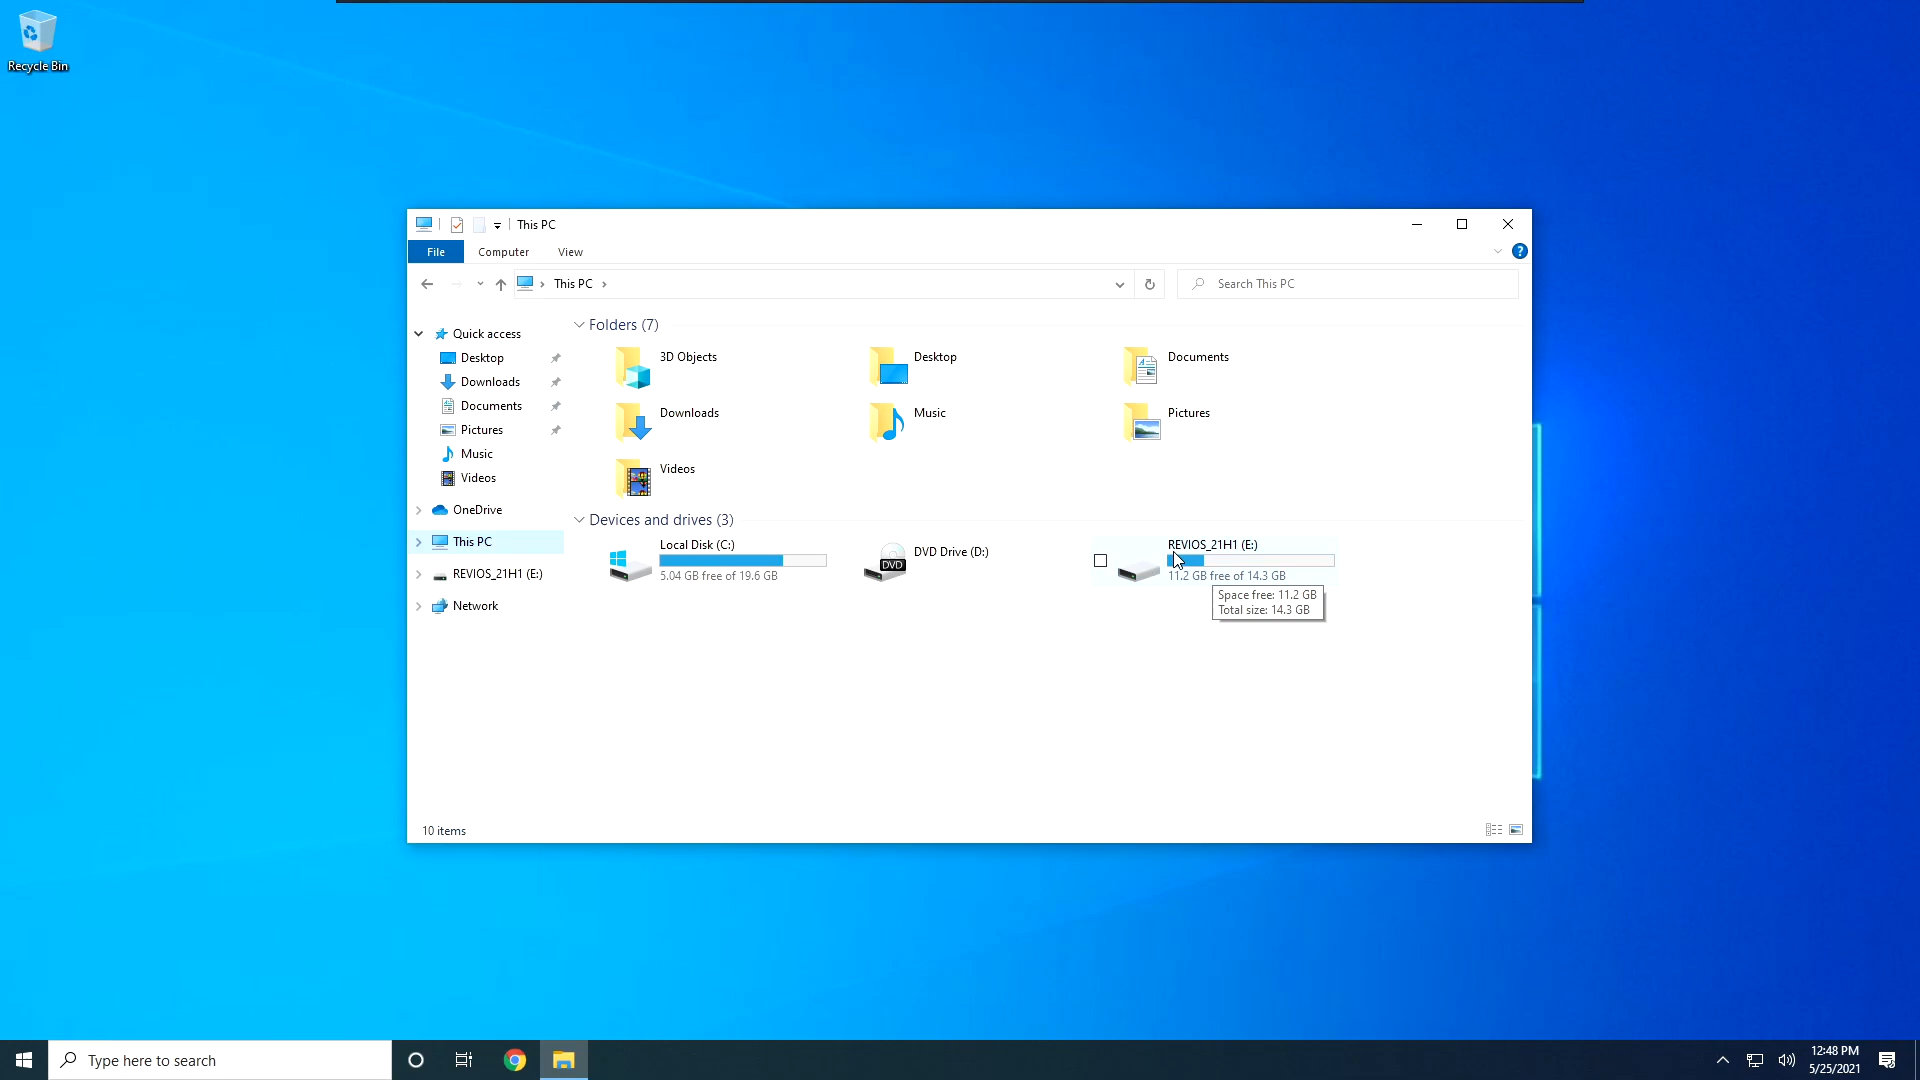 Recycle Bin
This PC
File
Computer
View
?
This PC
Search This PC
Quick access
Desktop
Downloads
Documents
Pictures
Music
Videos
OneDrive
This PC
REVIOS_21H1 (E:)
Network
Folders (7)
3D Objects
Desktop
Documents
Downloads
Music
Pictures
Videos
Devices and drives (3)
Local Disk (C:)
5.04 GB free of 19.6 GB
DVD
DVD Drive (D:)
REVIOS_21H1 (E:)
11.2 GB free of 14.3 GB
Space free: 11.2 GB
Total size: 14.3 GB
10 items
Type here to search
12:48 PM
5/25/2021